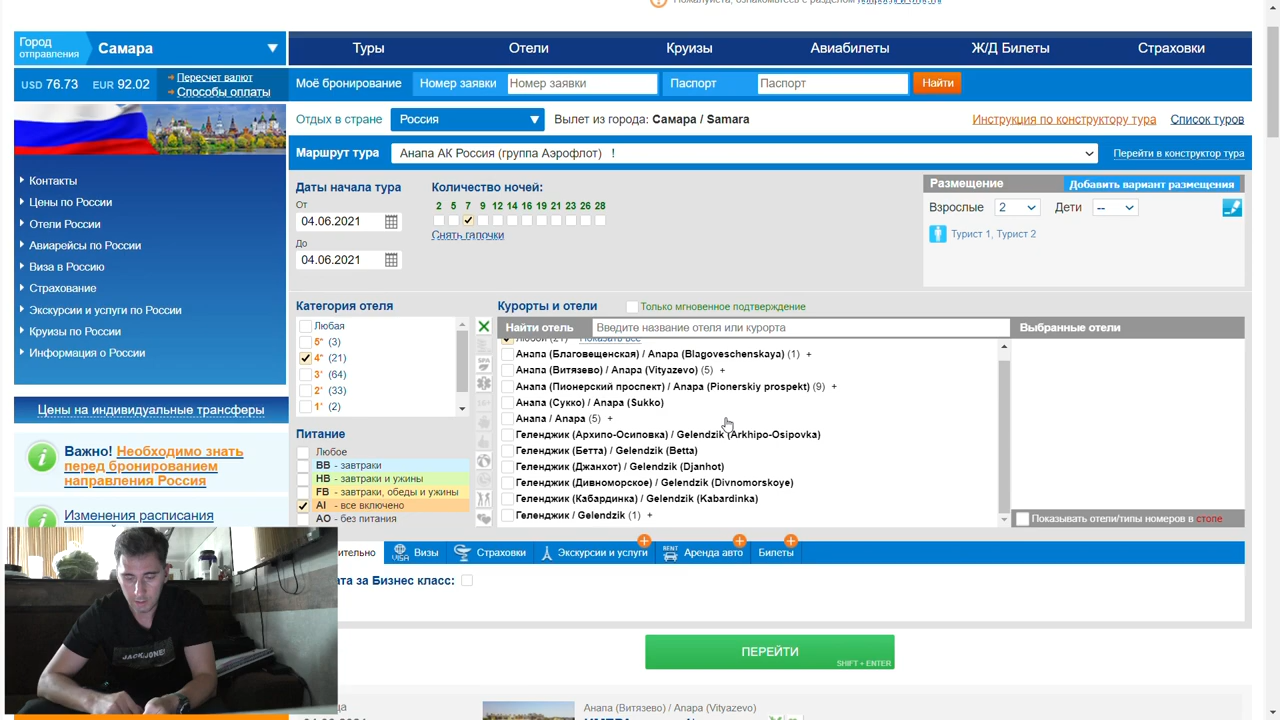 Пожалуйста, ознакомьтесь с разделом
Город отправления Самара
Туры Отели Круизы Авиабилеты Ж/Д Билеты Страховки
USD 76.73 EUR 92.02 Пересчет валют
Способы оплаты
Моё бронирование Номер заявки Номер заявки Паспорт Паспорт Найти
Отдых в стране Россия Вылет из города: Самара / Samara Инструкция по конструктору тура Список туров
Маршрут тура Анапа АК Россия (группа Аэрофлот) ! Перейти в конструктор тура
Контакты
Цены по России
Отели России
Авиарейсы по России
Виза в Россию
Страхование
Экскурсии и услуги по России
Круизы по России
Информация о России
Цены на индивидуальные трансферы
Важно! Необходимо знать
перед бронированием
направления Россия
Изменения расписания
Даты начала тура
От
04.06.2021
До
04.06.2021
Количество ночей:
2 5 7 9 12 14 16 19 21 23 26 28
Снять галочки
Размещение Добавить вариант размещения
Взрослые 2 Дети --
Турист 1, Турист 2
Категория отеля
Любая
5* (3)
4* (21)
3* (64)
2* (33)
1* (2)
Питание
Любое
BB - завтраки
HB - завтраки и ужины
FB - завтраки, обеды и ужины
AI - все включено
AO - без питания
Курорты и отели Только мгновенное подтверждение
Найти отель Введите название отеля или курорта Выбранные отели
Любой (21) Показать все
Анапа (Благовещенская) / Anapa (Blagoveschenskaya) (1) +
Анапа (Витязево) / Anapa (Vityazevo) (5) +
Анапа (Пионерский проспект) / Anapa (Pionerskiy prospekt) (9) +
Анапа (Сукко) / Anapa (Sukko)
Анапа / Anapa (5) +
Геленджик (Архипо-Осиповка) / Gelendzik (Arkhipo-Osipovka)
Геленджик (Бетта) / Gelendzik (Betta)
Геленджик (Джанхот) / Gelendzik (Djanhot)
Геленджик (Дивноморское) / Gelendzik (Divnomorskoye)
Геленджик (Кабардинка) / Gelendzik (Kabardinka)
Геленджик / Gelendzik (1) +
Показывать отели/типы номеров в стопе
ительно Визы Страховки Экскурсии и услуги Аренда авто Билеты
ата за Бизнес класс:
ПЕРЕЙТИ
SHIFT + ENTER
JACK&JONES
Анапа (Витязево) / Anapa (Vityazevo)